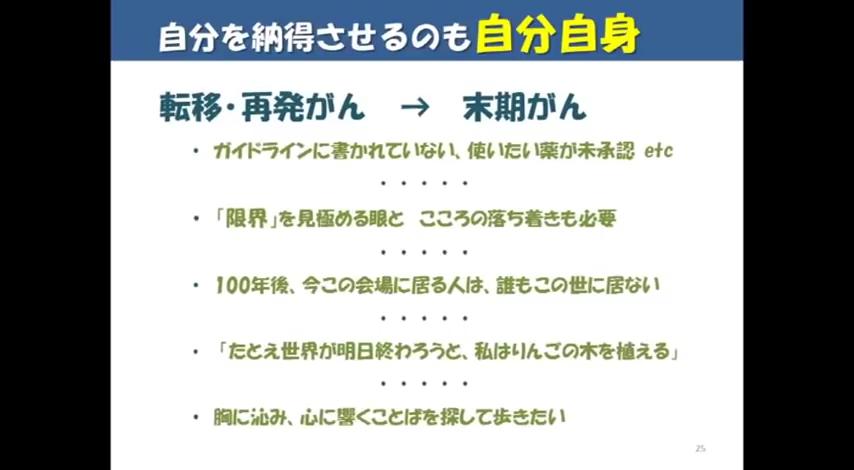 自分を納得させるのも自分自身
転移・再発がん → 末期がん
・ ガイドラインに書かれていない、使いたい薬が未承認 etc
・・・・・
・ 「限界」を見極める眼と こころの落ち着きも必要
・・・・・
・ 100年後、今この会場に居る人は、誰もこの世に居ない
・・・・・
・ 「たとえ世界が明日終わろうと、私はりんごの木を植える」
・・・・・
・ 胸に沁み、心に響くことばを探して歩きたい
25